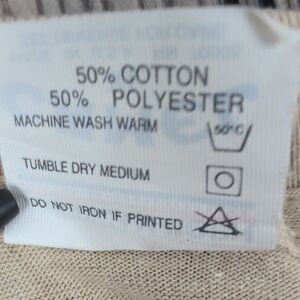 50% COTTON
50% POLYESTER
MACHINE WASH WARM
50°C
TUMBLE DRY MEDIUM
DO NOT IRON IF PRINTED